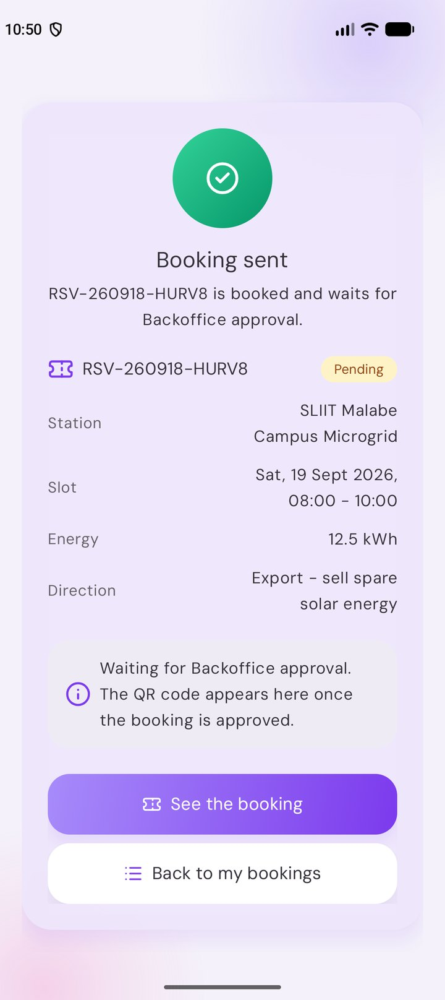 10:50
Booking sent
RSV-260918-HURV8 is booked and waits for
Backoffice approval.
RSV-260918-HURV8
Pending
Station
SLIIT Malabe
Campus Microgrid
Slot
Sat, 19 Sept 2026,
08:00 - 10:00
Energy
12.5 kWh
Direction
Export - sell spare
solar energy
Waiting for Backoffice approval.
The QR code appears here once
the booking is approved.
See the booking
Back to my bookings